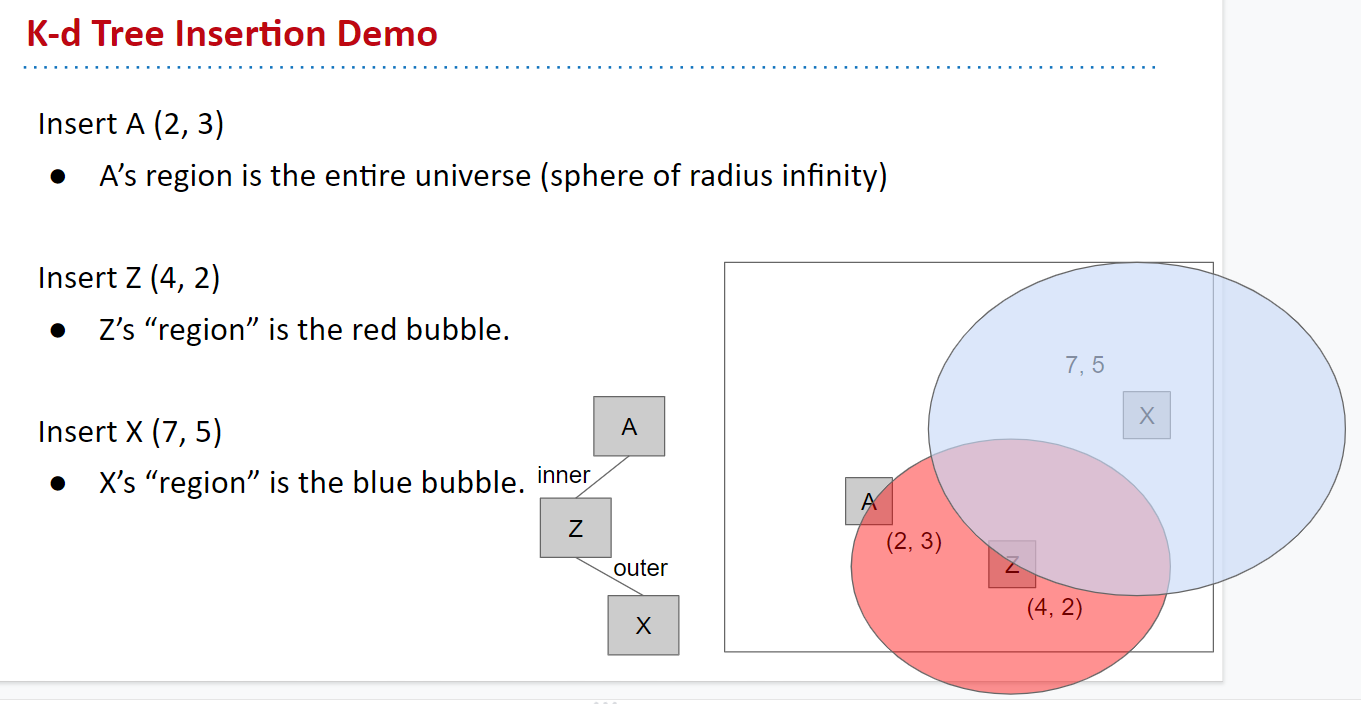 K-d Tree Insertion Demo
Insert A (2, 3)
● A’s region is the entire universe (sphere of radius infinity)
Insert Z (4, 2)
● Z’s “region” is the red bubble.
Insert X (7, 5)
● X’s “region” is the blue bubble.
A
inner
Z
outer
X
7, 5
X
A
(2, 3)
Z
(4, 2)